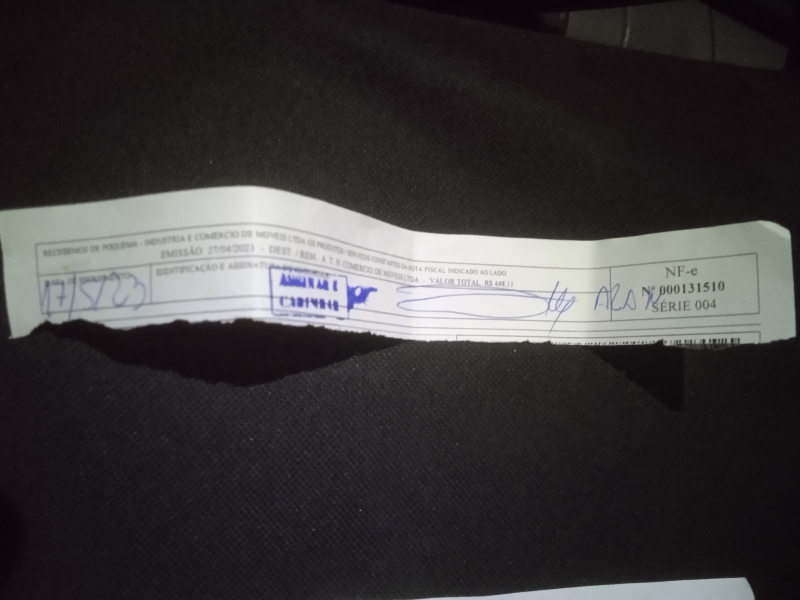 RECEBEMOS DE POQUEMA - INDUSTRIA E COMERCIO DE MOVEIS LTDA OS PRODUTOS / SERVIÇOS CONSTANTES DA NOTA FISCAL INDICADO AO LADO
EMISSÃO 27/04/2023 - DEST. / REM. A T N COMERCIO DE MOVEIS LTDA. - VALOR TOTAL R$ 448,11
IDENTIFICAÇÃO E ASSINATURA DO
17/5/23
ASSINAR E
CARIMBAR
NF-e
Nº 000131510
SÉRIE 004